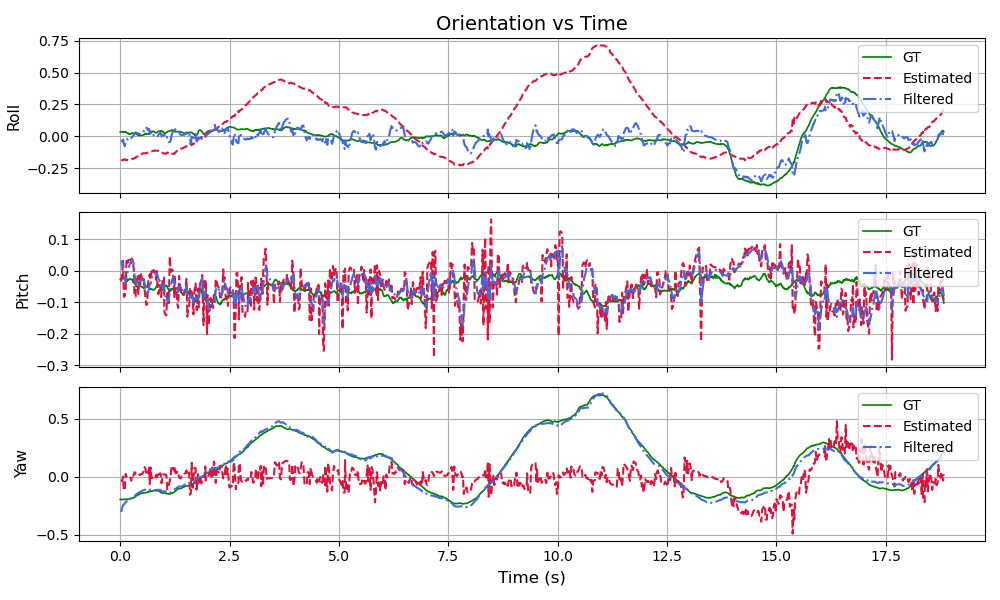 Orientation vs Time
Roll
0.75
0.50
0.25
0.00
−0.25
GT
Estimated
Filtered
Pitch
0.1
0.0
−0.1
−0.2
−0.3
GT
Estimated
Filtered
Yaw
0.5
0.0
−0.5
GT
Estimated
Filtered
0.0 2.5 5.0 7.5 10.0 12.5 15.0 17.5
Time (s)